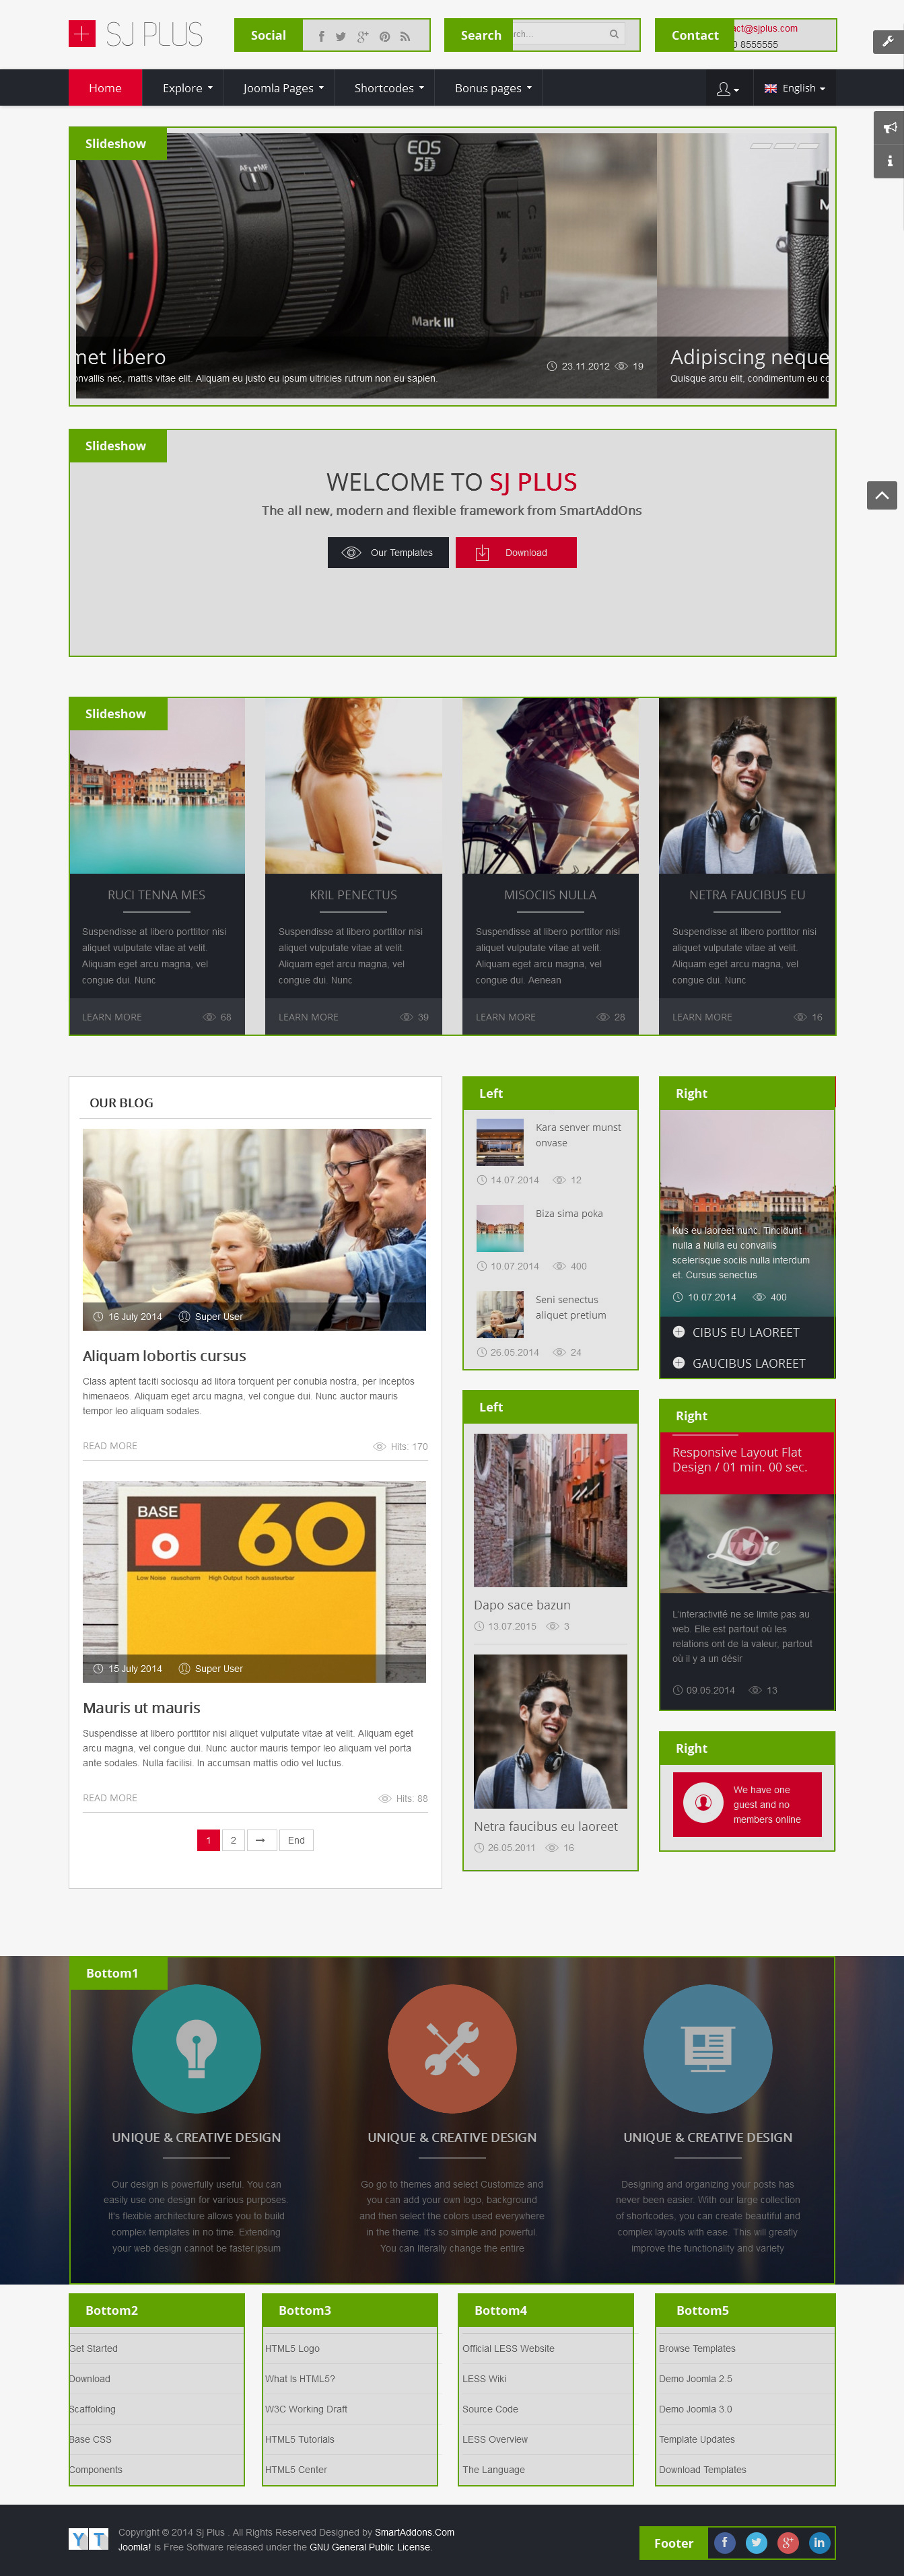 SJ PLUS
Social
Search
rch...
Contact
act@sjplus.com
0 8555555
Home
Explore
Joomla Pages
Shortcodes
Bonus pages
English
Slideshow
EOS
5D
MIC
Mark III
met libero
onvallis nec, mattis vitae elit. Aliquam eu justo eu ipsum ultricies rutrum non eu sapien.
23.11.2012 19
Adipiscing neque
Quisque arcu elit, condimentum eu co
Slideshow
WELCOME TO SJ PLUS
The all new, modern and flexible framework from SmartAddOns
Our Templates
Download
Slideshow
RUCI TENNA MES
Suspendisse at libero porttitor nisi
aliquet vulputate vitae at velit.
Aliquam eget arcu magna, vel
congue dui. Nunc
LEARN MORE 68
KRIL PENECTUS
Suspendisse at libero porttitor nisi
aliquet vulputate vitae at velit.
Aliquam eget arcu magna, vel
congue dui. Nunc
LEARN MORE 39
MISOCIIS NULLA
Suspendisse at libero porttitor nisi
aliquet vulputate vitae at velit.
Aliquam eget arcu magna, vel
congue dui. Aenean
LEARN MORE 28
NETRA FAUCIBUS EU
Suspendisse at libero porttitor nisi
aliquet vulputate vitae at velit.
Aliquam eget arcu magna, vel
congue dui. Nunc
LEARN MORE 16
OUR BLOG
16 July 2014 Super User
Aliquam lobortis cursus
Class aptent taciti sociosqu ad litora torquent per conubia nostra, per inceptos
himenaeos. Aliquam eget arcu magna, vel congue dui. Nunc auctor mauris
tempor leo aliquam sodales.
READ MORE Hits: 170
BASE
60
Low Noise rauscharm High Output hoch aussteuerbar
15 July 2014 Super User
Mauris ut mauris
Suspendisse at libero porttitor nisi aliquet vulputate vitae at velit. Aliquam eget
arcu magna, vel congue dui. Nunc auctor mauris tempor leo aliquam vel porta
ante sodales. Nulla facilisi. In accumsan mattis odio vel luctus.
READ MORE Hits: 88
1 2 End
Left
Kara senver munst
onvase
14.07.2014 12
Biza sima poka
10.07.2014 400
Seni senectus
aliquet pretium
26.05.2014 24
Left
Dapo sace bazun
13.07.2015 3
Netra faucibus eu laoreet
26.05.2011 16
Right
Kus eu laoreet nunc. Tincidunt
nulla a Nulla eu convallis
scelerisque sociis nulla interdum
et. Cursus senectus
10.07.2014 400
CIBUS EU LAOREET
GAUCIBUS LAOREET
Right
Responsive Layout Flat
Design / 01 min. 00 sec.
Lubie
L'interactivité ne se limite pas au
web. Elle est partout où les
relations ont de la valeur, partout
où il y a un désir
09.05.2014 13
Right
We have one
guest and no
members online
Bottom1
UNIQUE & CREATIVE DESIGN
Our design is powerfully useful. You can
easily use one design for various purposes.
It's flexible architecture allows you to build
complex templates in no time. Extending
your web design cannot be faster ipsum
UNIQUE & CREATIVE DESIGN
Go go to themes and select Customize and
you can add your own logo, background
and then select the colors used everywhere
in the theme. It's so simple and powerful.
You can literally change the entire
UNIQUE & CREATIVE DESIGN
Designing and organizing your posts has
never been easier. With our large collection
of shortcodes, you can create beautiful and
complex layouts with ease. This will greatly
improve the functionality and variety
Bottom2
Get Started
Download
Scaffolding
Base CSS
Components
Bottom3
HTML5 Logo
What Is HTML5?
W3C Working Draft
HTML5 Tutorials
HTML5 Center
Bottom4
Official LESS Website
LESS Wiki
Source Code
LESS Overview
The Language
Bottom5
Browse Templates
Demo Joomla 2.5
Demo Joomla 3.0
Template Updates
Download Templates
YT
Copyright © 2014 Sj Plus . All Rights Reserved Designed by SmartAddons.Com
Joomla! is Free Software released under the GNU General Public License.
Footer